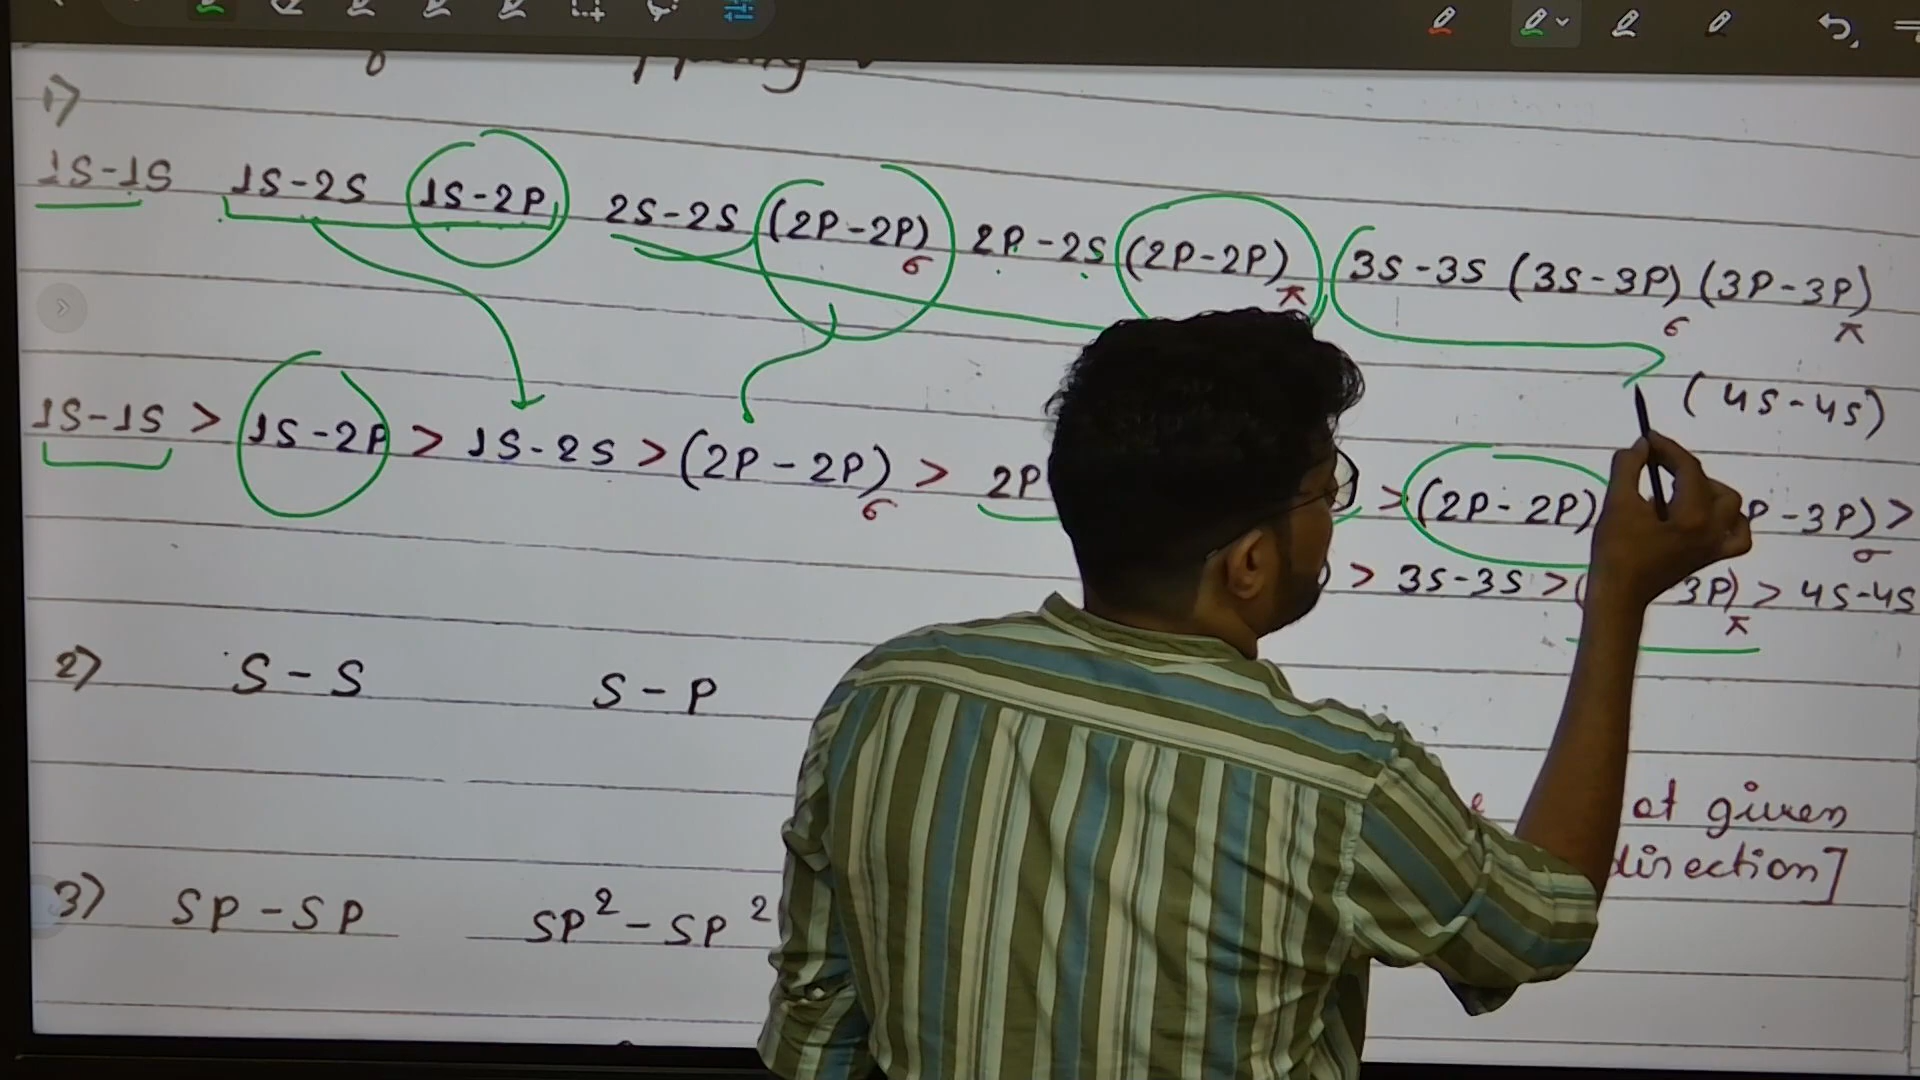 1)
1S-1S 1S-2S 1S-2P 2S-2S (2P-2P)σ 2P-2S (2P-2P)π 3S-3S (3S-3P)σ (3P-3P)π
(4S-4S)
1S-1S > 1S-2P > 1S-2S > (2P-2P)σ > 2P > (2P-2P) P-3P)σ >
) > 3S-3S > ( 3P)π > 4S-4S
2) S-S S-P
of given
direction]
3) SP-SP SP²-SP²